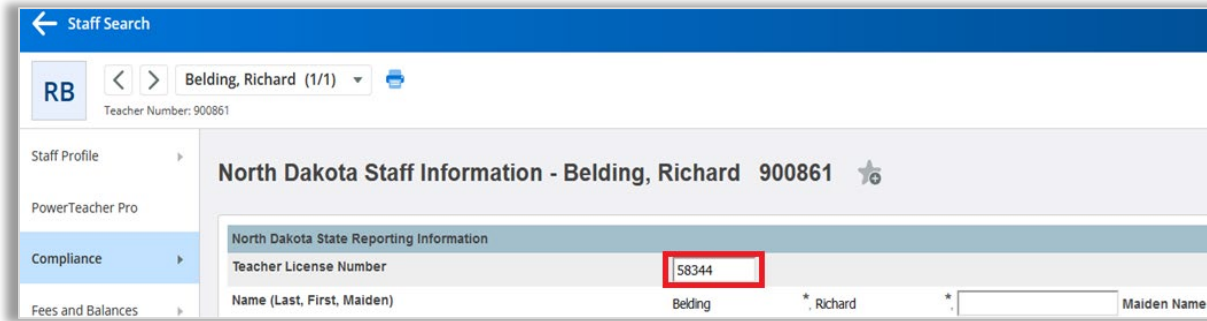 Staff Search
RB
Belding, Richard (1/1)
Teacher Number: 900861
Staff Profile
PowerTeacher Pro
Compliance
Fees and Balances
North Dakota Staff Information - Belding, Richard 900861
North Dakota State Reporting Information
Teacher License Number 58344
Name (Last, First, Maiden) Belding *, Richard *, Maiden Name